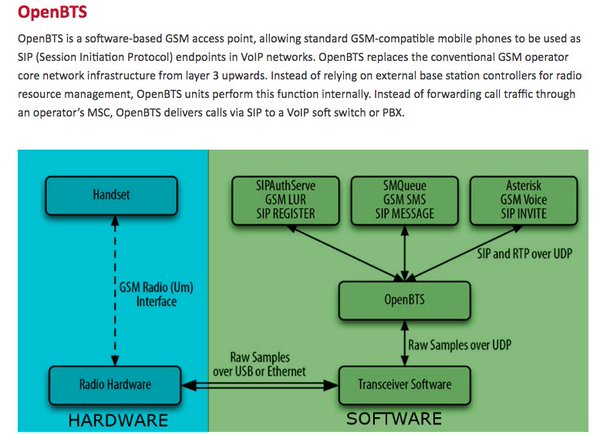 OpenBTS
OpenBTS is a software-based GSM access point, allowing standard GSM-compatible mobile phones to be used as
SIP (Session Initiation Protocol) endpoints in VoIP networks. OpenBTS replaces the conventional GSM operator
core network infrastructure from layer 3 upwards. Instead of relying on external base station controllers for radio
resource management, OpenBTS units perform this function internally. Instead of forwarding call traffic through
an operator's MSC, OpenBTS delivers calls via SIP to a VoIP soft switch or PBX.
Handset
SIPAuthServe
GSM LUR
SIP REGISTER
SMQueue
GSM SMS
SIP MESSAGE
Asterisk
GSM Voice
SIP INVITE
SIP and RTP over UDP
GSM Radio (Um)
Interface
OpenBTS
Raw Samples over UDP
Raw Samples
over USB or Ethernet
Radio Hardware
Transceiver Software
HARDWARE
SOFTWARE